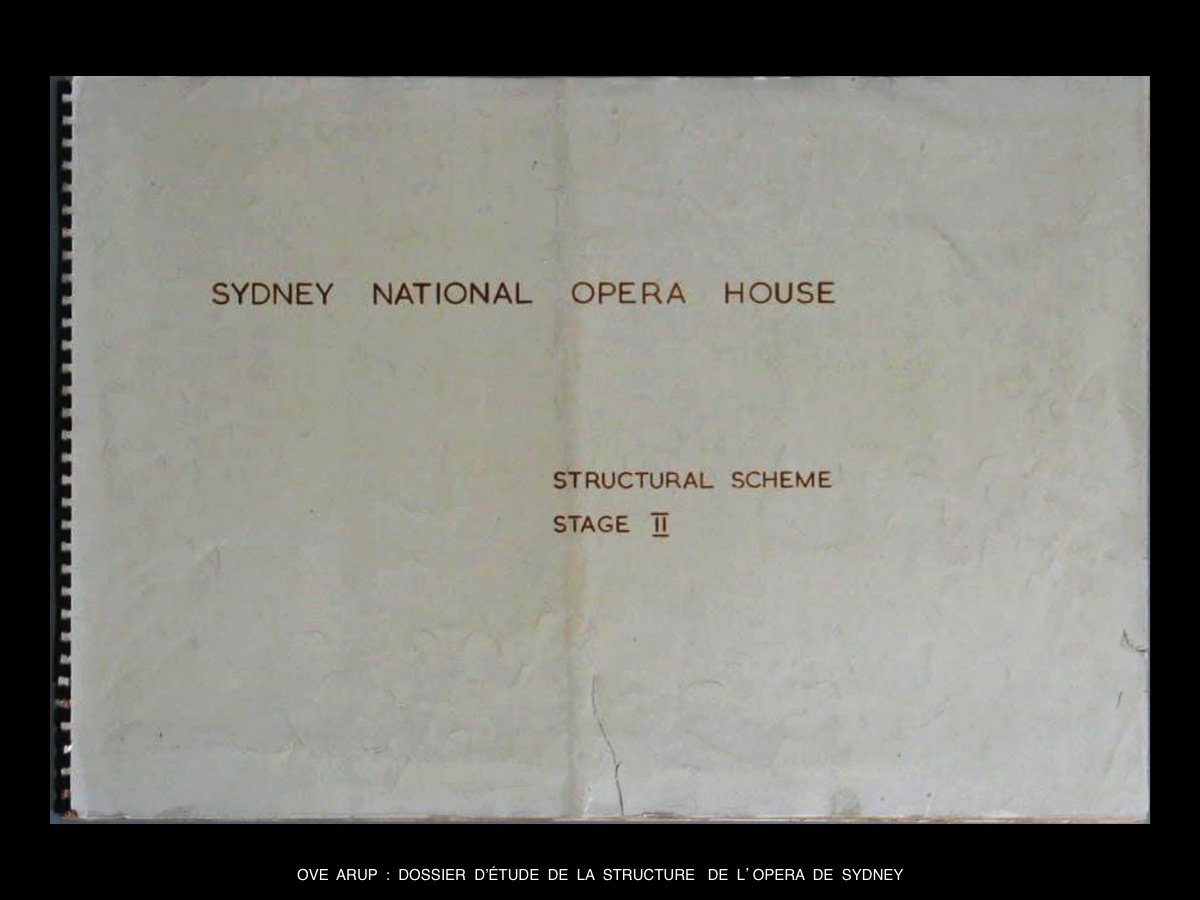 SYDNEY NATIONAL OPERA HOUSE
STRUCTURAL SCHEME
STAGE II
OVE ARUP : DOSSIER D'ÉTUDE DE LA STRUCTURE DE L'OPERA DE SYDNEY